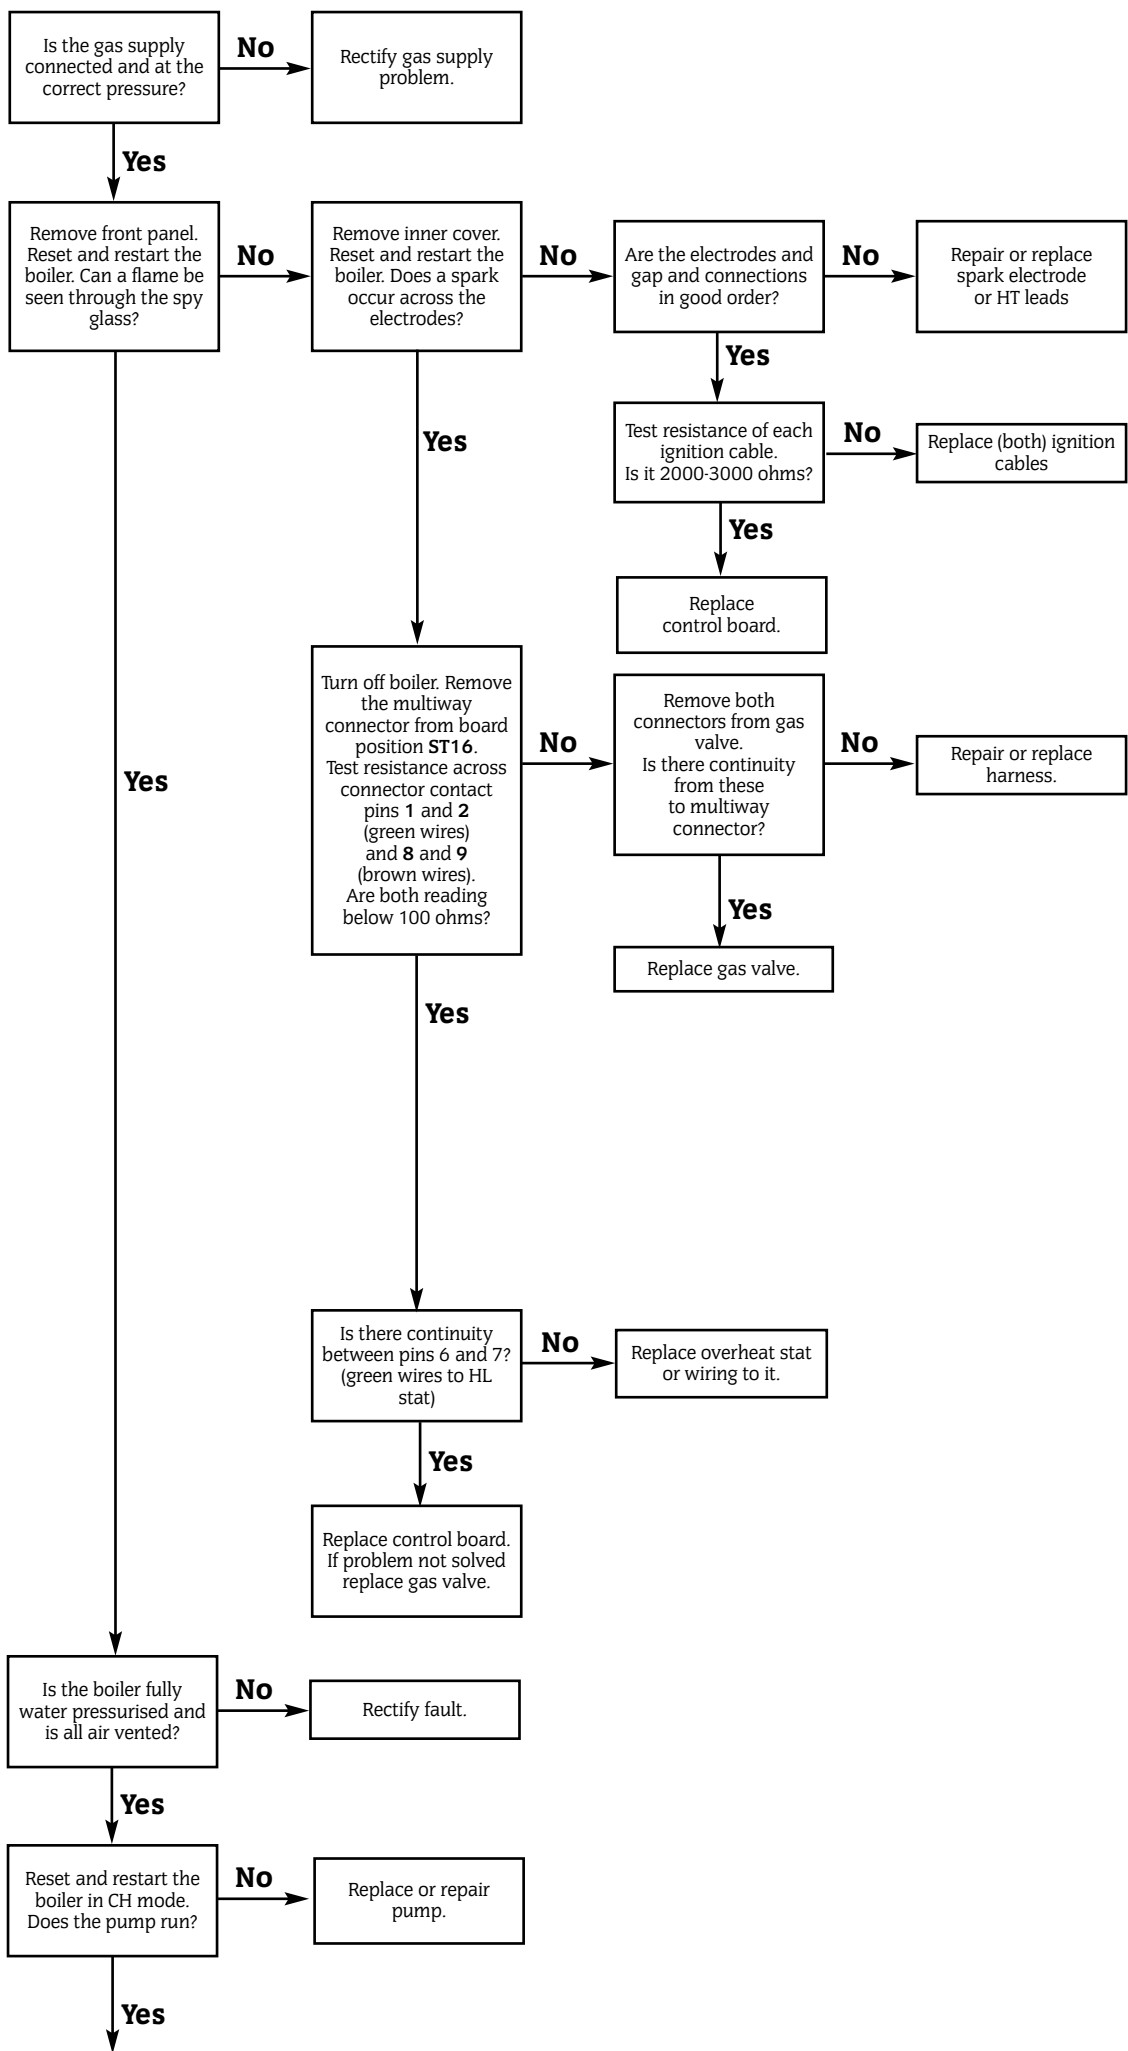 Is the gas supply
connected and at the
correct pressure?
No
Rectify gas supply
problem.
Yes
Remove front panel.
Reset and restart the
boiler. Can a flame be
seen through the spy
glass?
No
Remove inner cover.
Reset and restart the
boiler. Does a spark
occur across the
electrodes?
No
Are the electrodes and
gap and connections
in good order?
No
Repair or replace
spark electrode
or HT leads
Yes
Test resistance of each
ignition cable.
Is it 2000-3000 ohms?
No
Replace (both) ignition
cables
Yes
Replace
control board.
Yes
Turn off boiler. Remove
the multiway
connector from board
position ST16.
Test resistance across
connector contact
pins 1 and 2
(green wires)
and 8 and 9
(brown wires).
Are both reading
below 100 ohms?
No
Remove both
connectors from gas
valve.
Is there continuity
from these
to multiway
connector?
No
Repair or replace
harness.
Yes
Replace gas valve.
Yes
Yes
Is there continuity
between pins 6 and 7?
(green wires to HL
stat)
No
Replace overheat stat
or wiring to it.
Yes
Replace control board.
If problem not solved
replace gas valve.
Is the boiler fully
water pressurised and
is all air vented?
No
Rectify fault.
Yes
Reset and restart the
boiler in CH mode.
Does the pump run?
No
Replace or repair
pump.
Yes